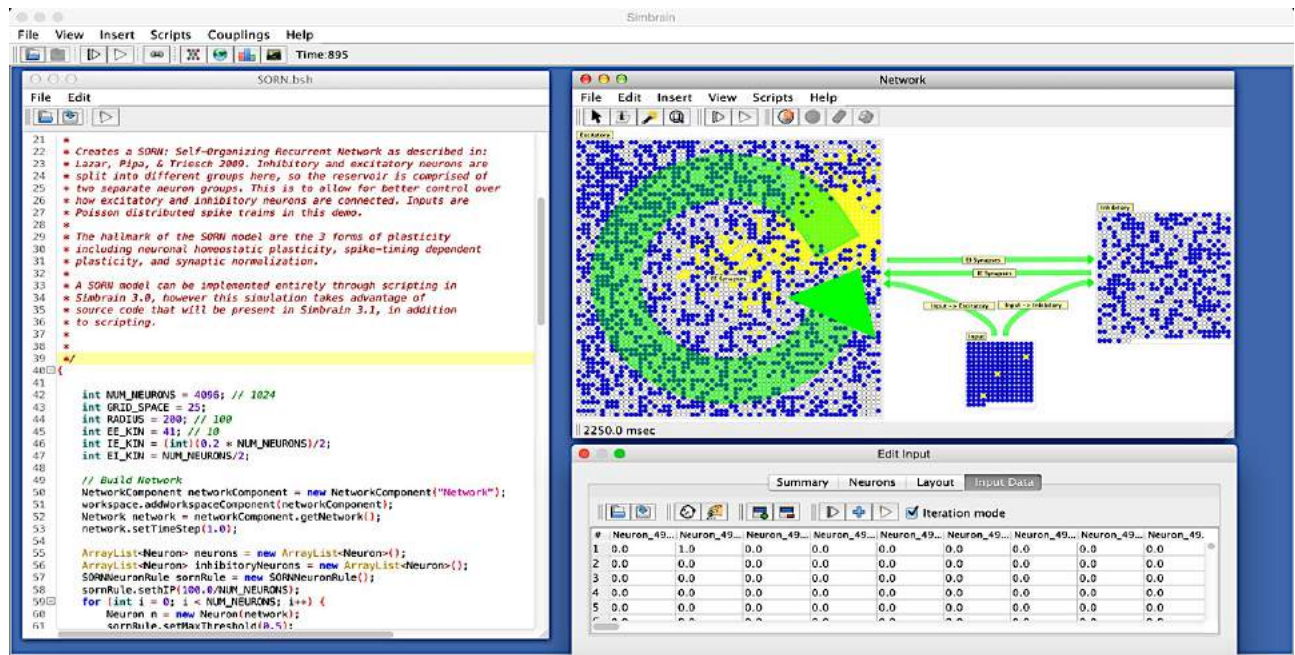 Simbrain
File View Insert Scripts Couplings Help
Time:895
SORN.bsh
File Edit
21 *
22 * Creates a SORN: Self-Organizing Recurrent Network as described in:
23 * Lazar, Pipa, & Triesch 2009. Inhibitory and excitatory neurons are
24 * split into different groups here, so the reservoir is comprised of
25 * two separate neuron groups. This is to allow for better control over
26 * how excitatory and inhibitory neurons are connected. Inputs are
27 * Poisson distributed spike trains in this demo.
28 *
29 * The hallmark of the SORN model are the 3 forms of plasticity
30 * including neuronal homeostatic plasticity, spike-timing dependent
31 * plasticity, and synaptic normalization.
32 *
33 * A SORN model can be implemented entirely through scripting in
34 * Simbrain 3.0, however this simulation takes advantage of
35 * source code that will be present in Simbrain 3.1, in addition
36 * to scripting.
37 *
38 *
39 */
40 {
41
42 int NUM_NEURONS = 4096; // 1024
43 int GRID_SPACE = 25;
44 int RADIUS = 200; // 100
45 int EE_KIN = 41; // 10
46 int IE_KIN = (int)(0.2 * NUM_NEURONS)/2;
47 int EI_KIN = NUM_NEURONS/2;
48
49 // Build Network
50 NetworkComponent networkComponent = new NetworkComponent("Network");
51 workspace.addWorkspaceComponent(networkComponent);
52 Network network = networkComponent.getNetwork();
53 network.setTimeStep(1.0);
54
55 ArrayList<Neuron> neurons = new ArrayList<Neuron>();
56 ArrayList<Neuron> inhibitoryNeurons = new ArrayList<Neuron>();
57 SORNNeuronRule sornRule = new SORNNeuronRule();
58 sornRule.sethIP(100.0/NUM_NEURONS);
59 for (int i = 0; i < NUM_NEURONS; i++) {
60 Neuron n = new Neuron(network);
61 sornRule.setMaxThreshold(0.5);
Network
File Edit Insert View Scripts Help
Excitatory
Inhibitory
EI Synapses
IE Synapses
EE Synapses
Input -> Excitatory
Input -> Inhibitory
Input
2250.0 msec
Edit Input
Summary Neurons Layout Input Data
Iteration mode
# Neuron_49... Neuron_49... Neuron_49... Neuron_49... Neuron_49... Neuron_49... Neuron_49... Neuron_49... Neuron_49.
1 0.0 1.0 0.0 0.0 0.0 0.0 0.0 0.0 0.0
2 0.0 0.0 0.0 0.0 0.0 0.0 0.0 0.0 0.0
3 0.0 0.0 0.0 0.0 0.0 0.0 0.0 0.0 0.0
4 0.0 0.0 0.0 0.0 0.0 0.0 0.0 0.0 0.0
5 0.0 0.0 0.0 0.0 0.0 0.0 0.0 0.0 0.0